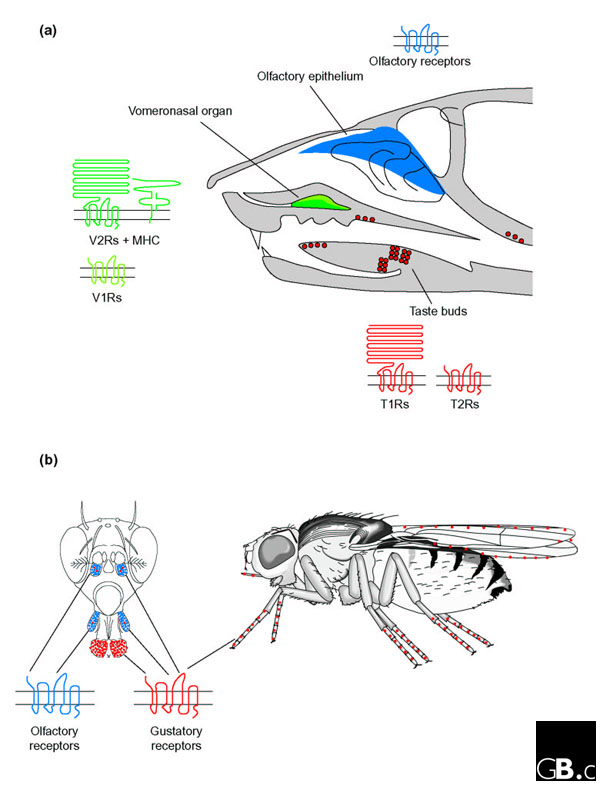 (a)
Olfactory receptors
Olfactory epithelium
Vomeronasal organ
V2Rs + MHC
V1Rs
Taste buds
T1Rs
T2Rs
(b)
Olfactory
receptors
Gustatory
receptors
GB.c